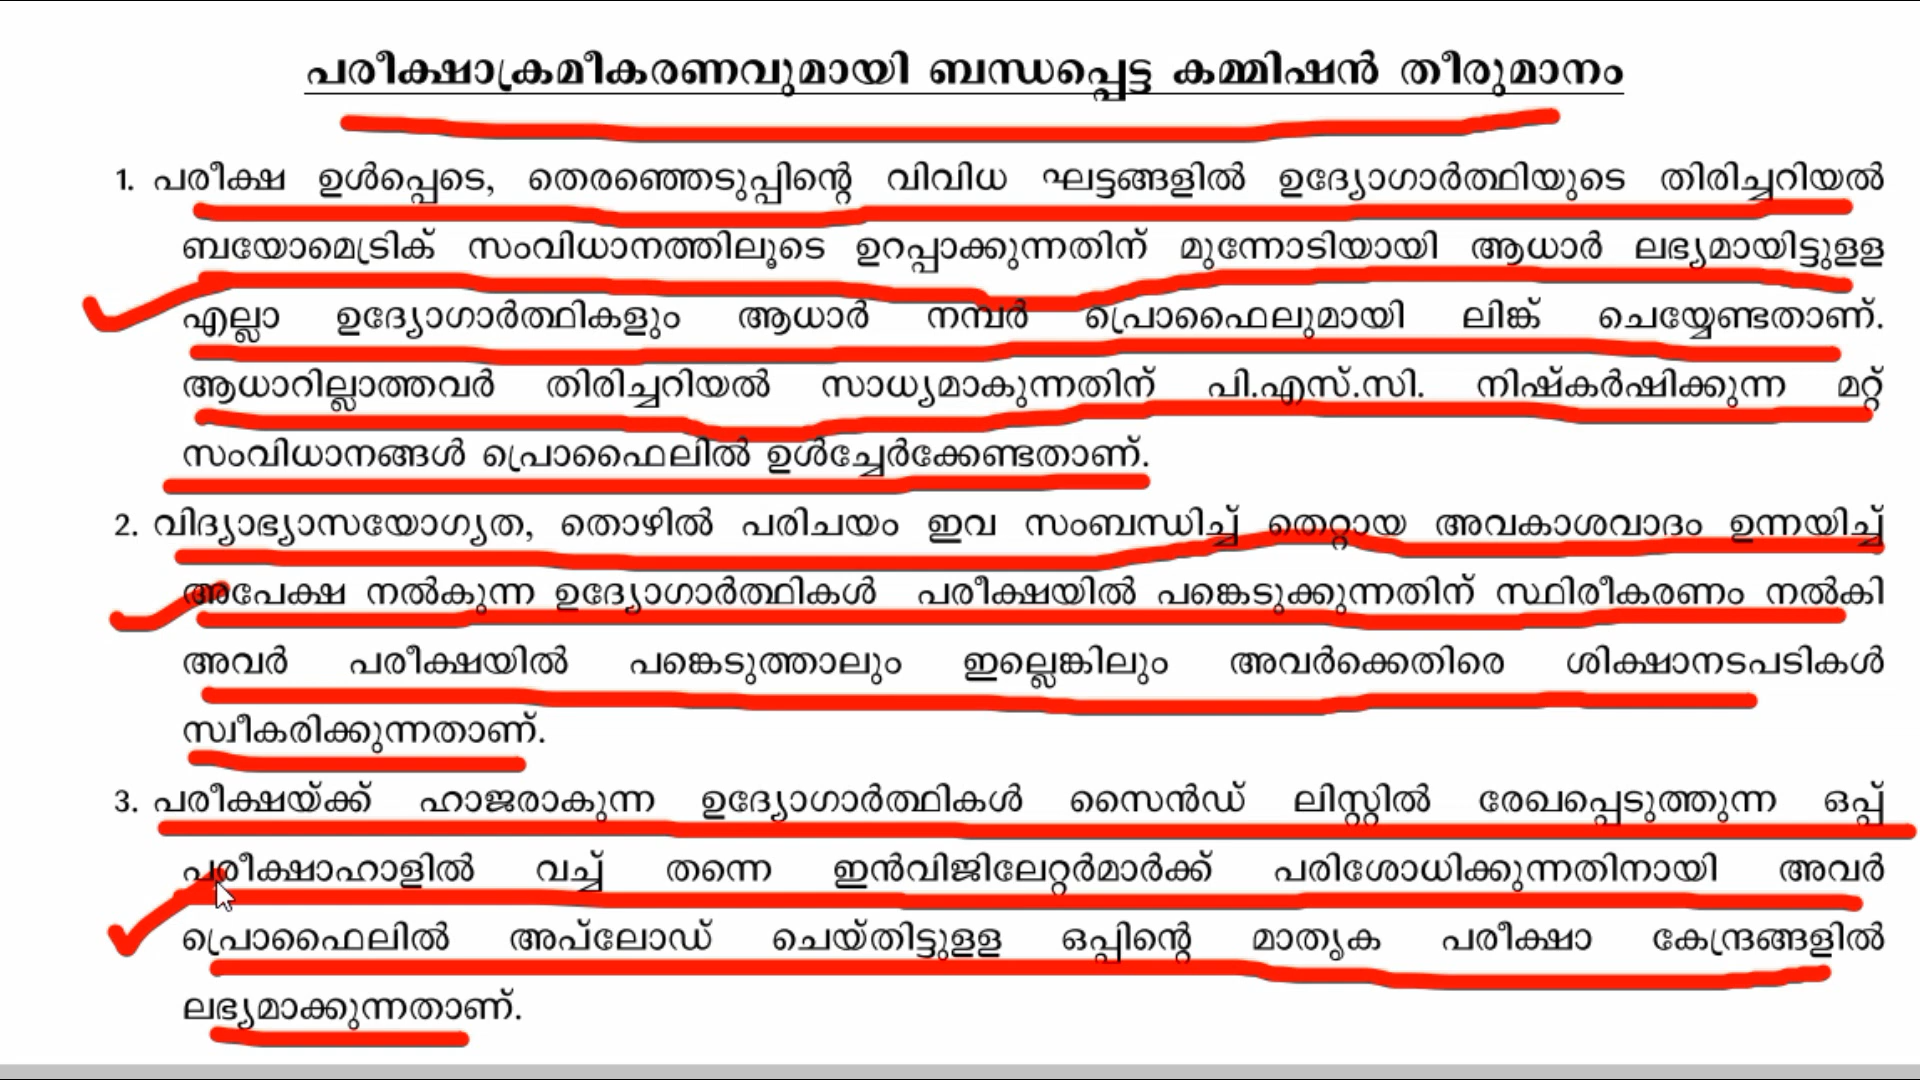 പരീക്ഷാക്രമീകരണവുമായി ബന്ധപ്പെട്ട കമ്മിഷൻ തീരുമാനം
1. പരീക്ഷ ഉൾപ്പെടെ, തെരഞ്ഞെടുപ്പിന്റെ വിവിധ ഘട്ടങ്ങളിൽ ഉദ്യോഗാർത്ഥിയുടെ തിരിച്ചറിയൽ
ബയോമെട്രിക് സംവിധാനത്തിലൂടെ ഉറപ്പാക്കുന്നതിന് മുന്നോടിയായി ആധാർ ലഭ്യമായിട്ടുളള
എല്ലാ ഉദ്യോഗാർത്ഥികളും ആധാർ നമ്പർ പ്രൊഫൈലുമായി ലിങ്ക് ചെയ്യേണ്ടതാണ്.
ആധാറില്ലാത്തവർ തിരിച്ചറിയൽ സാധ്യമാകുന്നതിന് പി.എസ്.സി. നിഷ്കർഷിക്കുന്ന മറ്റ്
സംവിധാനങ്ങൾ പ്രൊഫൈലിൽ ഉൾച്ചേർക്കേണ്ടതാണ്.
2. വിദ്യാഭ്യാസയോഗ്യത, തൊഴിൽ പരിചയം ഇവ സംബന്ധിച്ച് തെറ്റായ അവകാശവാദം ഉന്നയിച്ച്
അപേക്ഷ നൽകുന്ന ഉദ്യോഗാർത്ഥികൾ പരീക്ഷയിൽ പങ്കെടുക്കുന്നതിന് സ്ഥിരീകരണം നൽകി
അവർ പരീക്ഷയിൽ പങ്കെടുത്താലും ഇല്ലെങ്കിലും അവർക്കെതിരെ ശിക്ഷാനടപടികൾ
സ്വീകരിക്കുന്നതാണ്.
3. പരീക്ഷയ്ക്ക് ഹാജരാകുന്ന ഉദ്യോഗാർത്ഥികൾ സൈൻഡ് ലിസ്റ്റിൽ രേഖപ്പെടുത്തുന്ന ഒപ്പ്
പരീക്ഷാഹാളിൽ വച്ച് തന്നെ ഇൻവിജിലേറ്റർമാർക്ക് പരിശോധിക്കുന്നതിനായി അവർ
പ്രൊഫൈലിൽ അപ്‌ലോഡ് ചെയ്തിട്ടുളള ഒപ്പിന്റെ മാതൃക പരീക്ഷാ കേന്ദ്രങ്ങളിൽ
ലഭ്യമാക്കുന്നതാണ്.